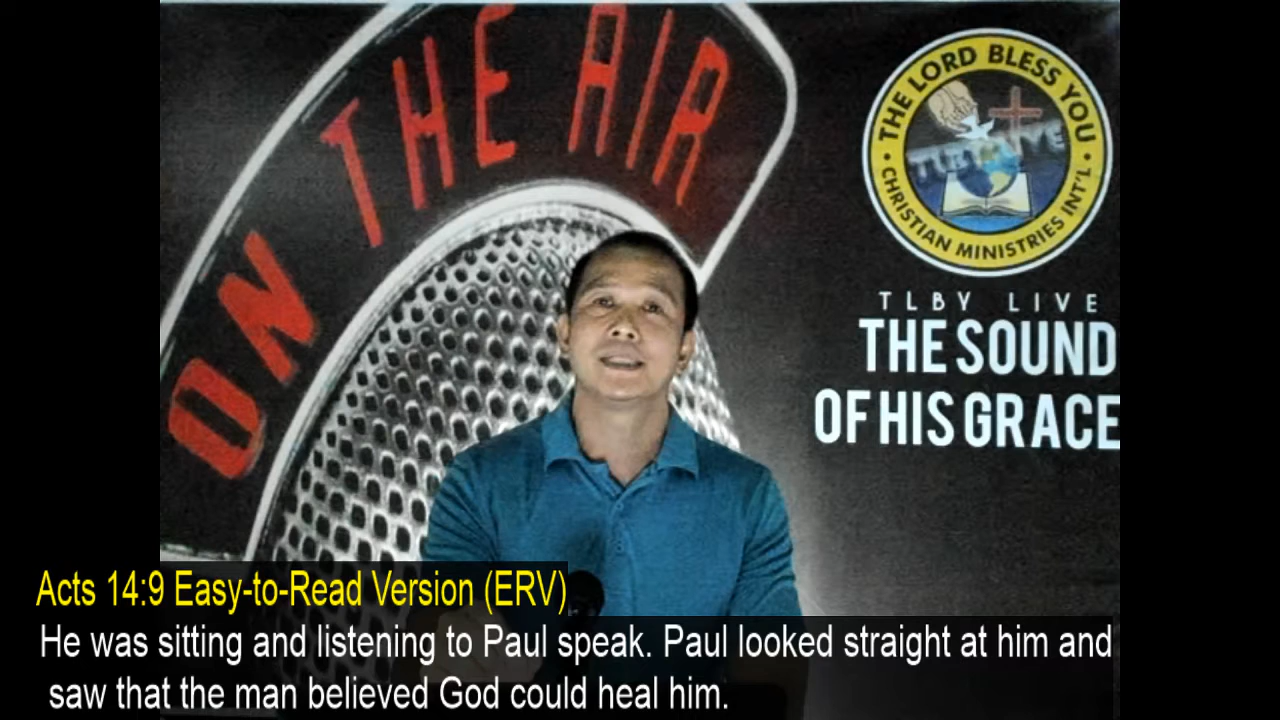 ON THE AIR
THE LORD BLESS YOU
CHRISTIAN MINISTRIES INT'L
TLBY LIVE
TLBY LIVE
THE SOUND
OF HIS GRACE
Acts 14:9 Easy-to-Read Version (ERV)
He was sitting and listening to Paul speak. Paul looked straight at him and
saw that the man believed God could heal him.